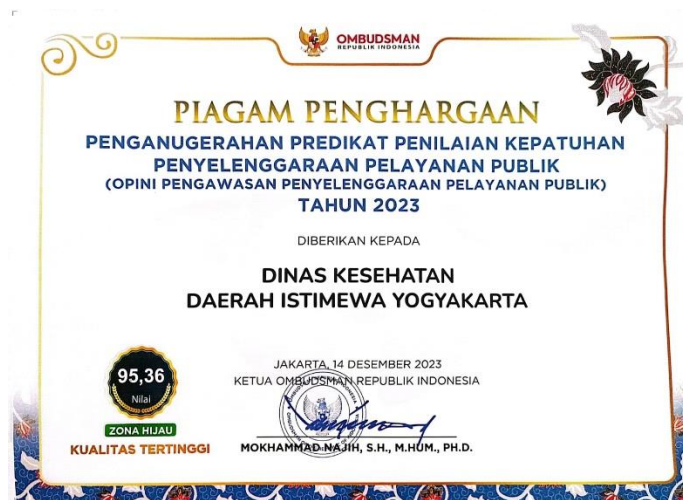 OMBUDSMAN
REPUBLIK INDONESIA
PIAGAM PENGHARGAAN
PENGANUGERAHAN PREDIKAT PENILAIAN KEPATUHAN
PENYELENGGARAAN PELAYANAN PUBLIK
(OPINI PENGAWASAN PENYELENGGARAAN PELAYANAN PUBLIK)
TAHUN 2023
DIBERIKAN KEPADA
DINAS KESEHATAN
DAERAH ISTIMEWA YOGYAKARTA
95,36
Nilai
ZONA HIJAU
KUALITAS TERTINGGI
JAKARTA, 14 DESEMBER 2023
KETUA OMBUDSMAN REPUBLIK INDONESIA
MOKHAMMAD NAJIH, S.H., M.HUM., PH.D.